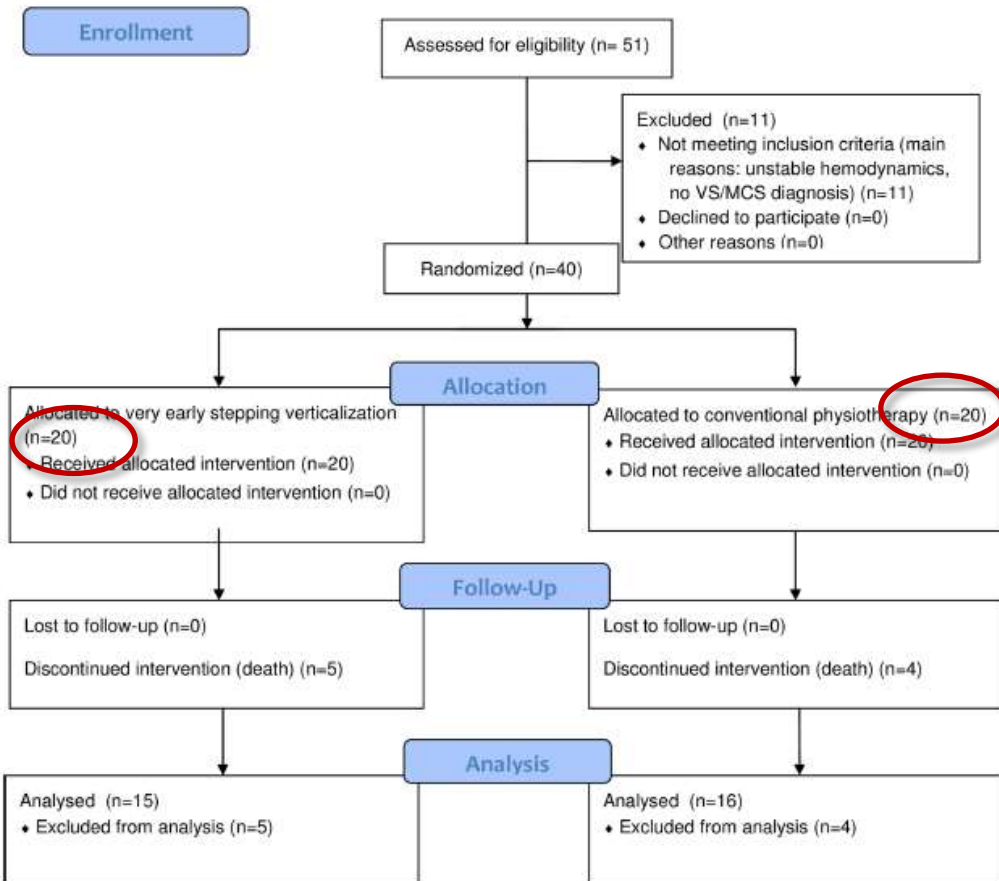 Enrollment
Assessed for eligibility (n= 51)
Excluded (n=11)
♦ Not meeting inclusion criteria (main
reasons: unstable hemodynamics,
no VS/MCS diagnosis) (n=11)
♦ Declined to participate (n=0)
♦ Other reasons (n=0)
Randomized (n=40)
Allocation
Allocated to very early stepping verticalization
(n=20)
♦ Received allocated intervention (n=20)
♦ Did not receive allocated intervention (n=0)
Allocated to conventional physiotherapy (n=20)
♦ Received allocated intervention (n=20)
♦ Did not receive allocated intervention (n=0)
Follow-Up
Lost to follow-up (n=0)
Discontinued intervention (death) (n=5)
Lost to follow-up (n=0)
Discontinued intervention (death) (n=4)
Analysis
Analysed (n=15)
♦ Excluded from analysis (n=5)
Analysed (n=16)
♦ Excluded from analysis (n=4)